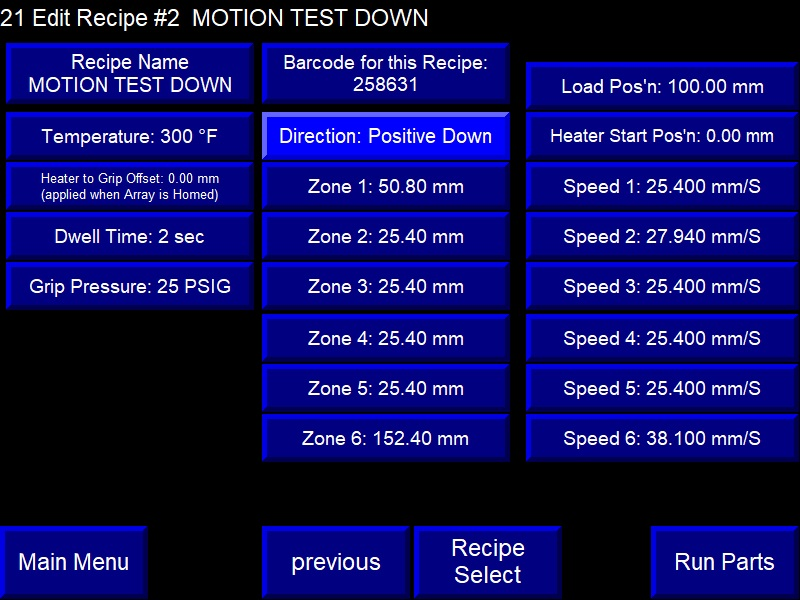 21 Edit Recipe #2  MOTION TEST DOWN
Recipe Name
MOTION TEST DOWN
Barcode for this Recipe:
258631
Load Pos'n: 100.00 mm
Temperature: 300 °F
Direction: Positive Down
Heater Start Pos'n: 0.00 mm
Heater to Grip Offset: 0.00 mm
(applied when Array is Homed)
Zone 1: 50.80 mm
Speed 1: 25.400 mm/S
Dwell Time: 2 sec
Zone 2: 25.40 mm
Speed 2: 27.940 mm/S
Grip Pressure: 25 PSIG
Zone 3: 25.40 mm
Speed 3: 25.400 mm/S
Zone 4: 25.40 mm
Speed 4: 25.400 mm/S
Zone 5: 25.40 mm
Speed 5: 25.400 mm/S
Zone 6: 152.40 mm
Speed 6: 38.100 mm/S
Main Menu
previous
Recipe
Select
Run Parts